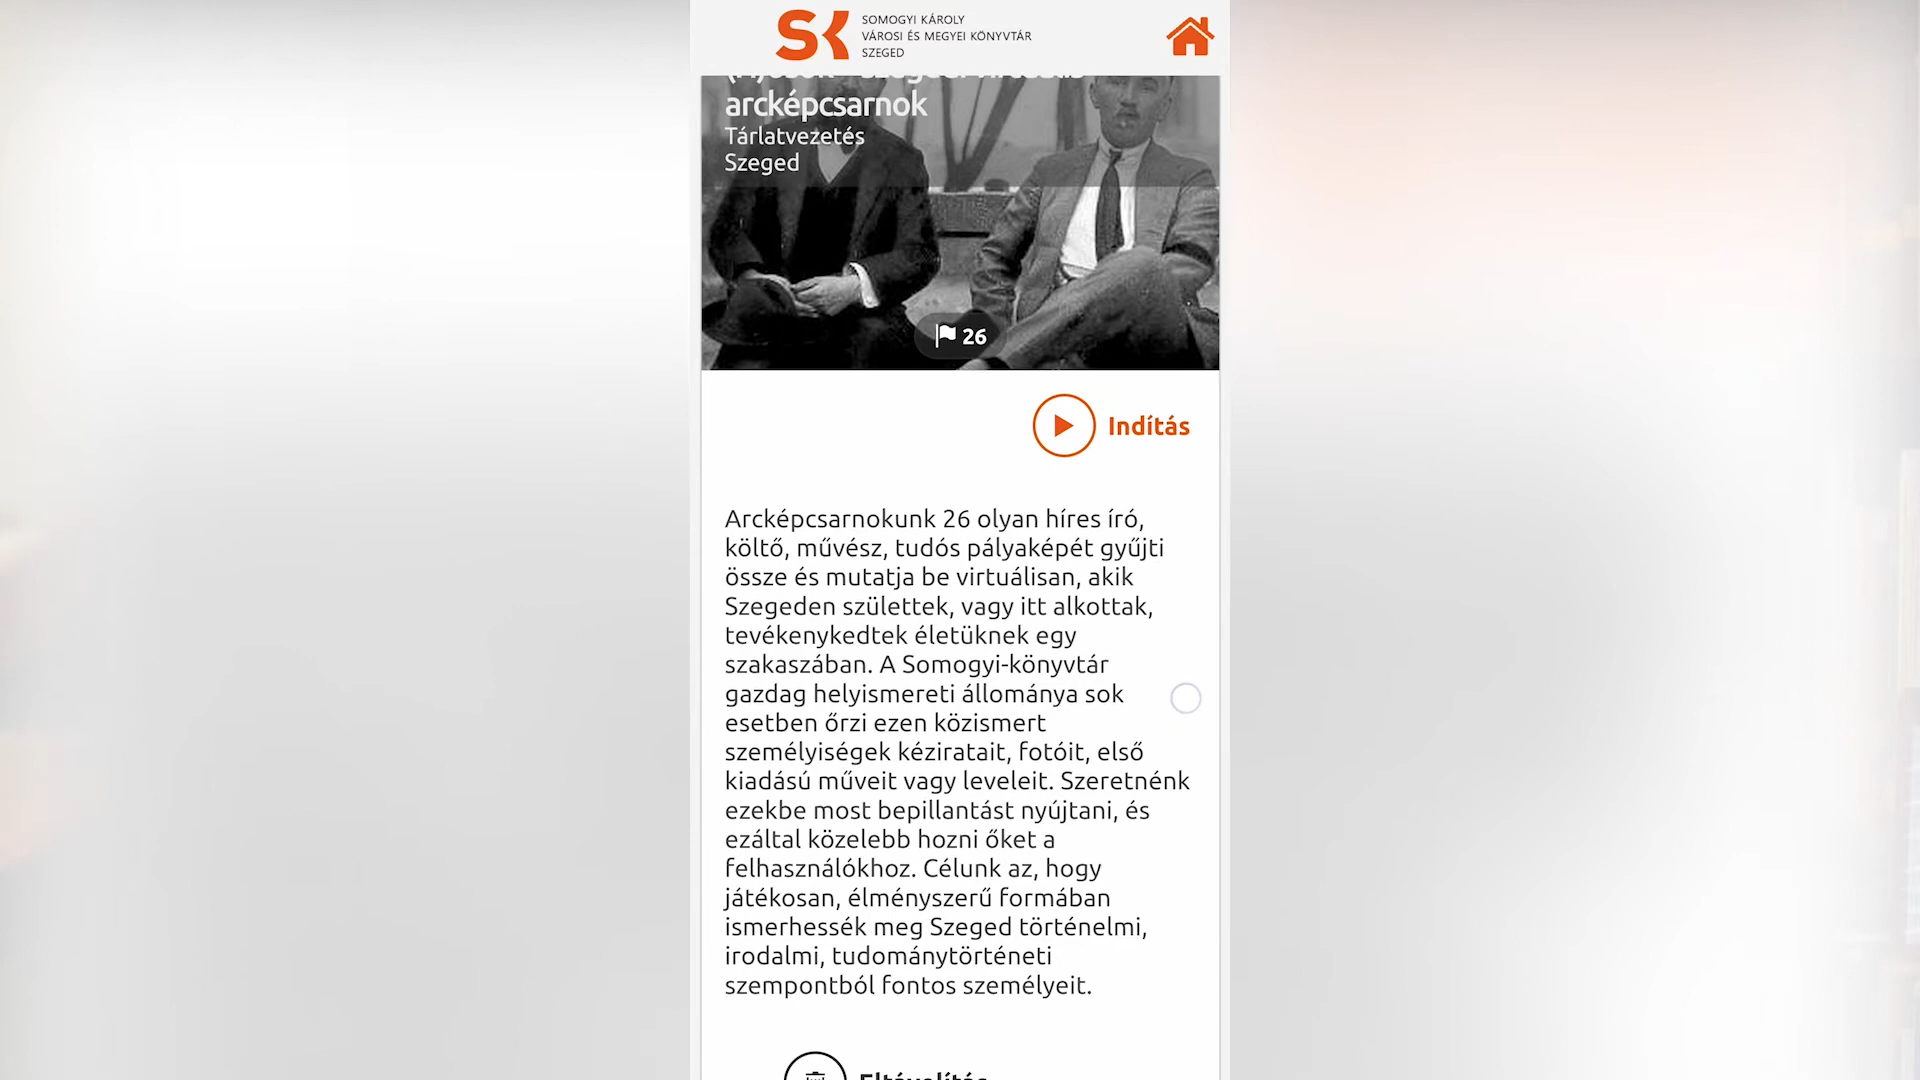 SK
SOMOGYI KÁROLY
VÁROSI ÉS MEGYEI KÖNYVTÁR
SZEGED
arcképcsarnok
Tárlatvezetés
Szeged
26
Indítás
Arcképcsarnokunk 26 olyan híres író,
költő, művész, tudós pályaképét gyűjti
össze és mutatja be virtuálisan, akik
Szegeden születtek, vagy itt alkottak,
tevékenykedtek életüknek egy
szakaszában. A Somogyi-könyvtár
gazdag helyismereti állománya sok
esetben őrzi ezen közismert
személyiségek kéziratait, fotóit, első
kiadású műveit vagy leveleit. Szeretnénk
ezekbe most bepillantást nyújtani, és
ezáltal közelebb hozni őket a
felhasználókhoz. Célunk az, hogy
játékosan, élményszerű formában
ismerhessék meg Szeged történelmi,
irodalmi, tudománytörténeti
szempontból fontos személyeit.
Eltávolítás